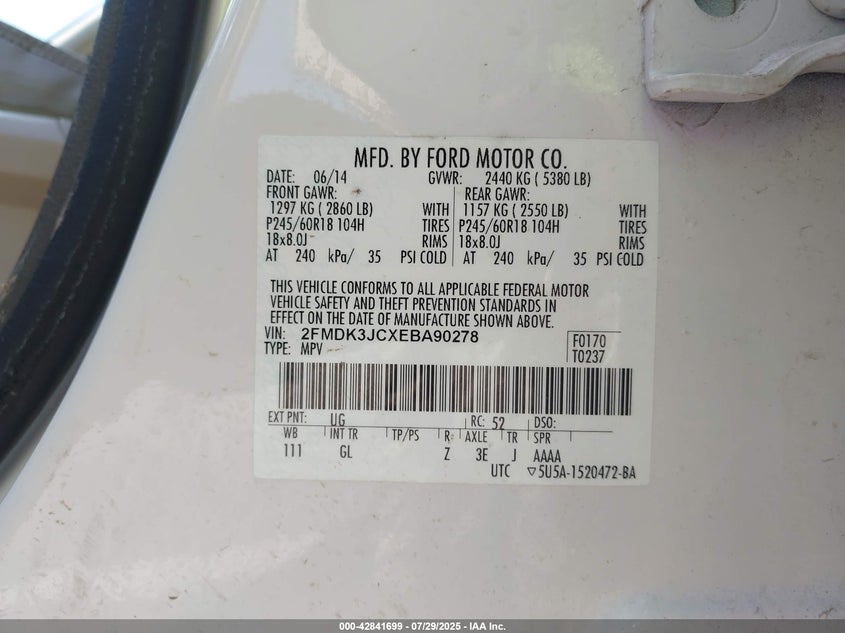 MFD. BY FORD MOTOR CO.
DATE: 06/14 GVWR: 2440 KG ( 5380 LB)
FRONT GAWR: REAR GAWR:
1297 KG ( 2860 LB) WITH 1157 KG ( 2550 LB) WITH
P245/60R18 104H TIRES P245/60R18 104H TIRES
18x8.0J RIMS 18x8.0J RIMS
AT 240 kPa/ 35 PSI COLD AT 240 kPa/ 35 PSI COLD
THIS VEHICLE CONFORMS TO ALL APPLICABLE FEDERAL MOTOR
VEHICLE SAFETY AND THEFT PREVENTION STANDARDS IN
EFFECT ON THE DATE OF MANUFACTURE SHOWN ABOVE.
VIN: 2FMDK3JCXEBA90278 F0170
TYPE: MPV T0237
EXT PNT: UG RC: 52 DSO:
WB INT TR TP/PS R AXLE TR SPR
111 GL Z 3E J AAAA
UTC ▽5U5A-1520472-BA
000-42841699 | 07/29/2025 - IAA Inc.